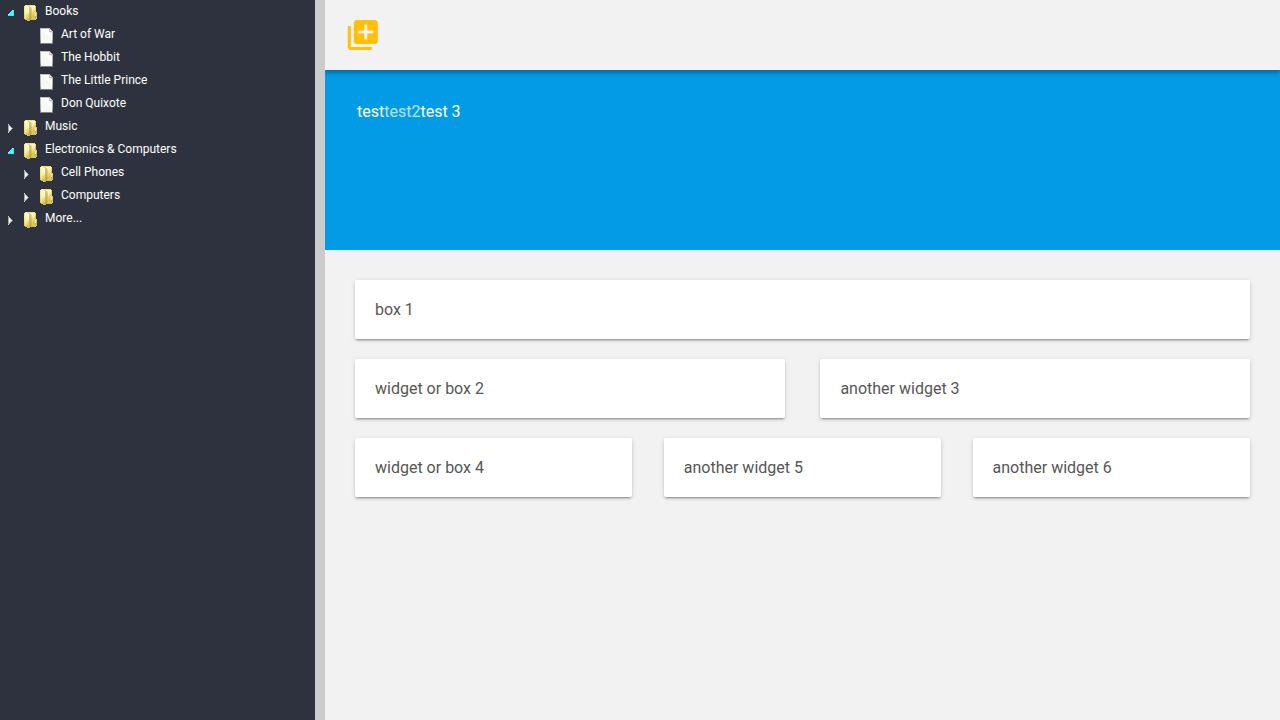 Books
Art of War
The Hobbit
The Little Prince
Don Quixote
Music
Electronics & Computers
Cell Phones
Computers
More...
testtest2test 3
box 1
widget or box 2
another widget 3
widget or box 4
another widget 5
another widget 6